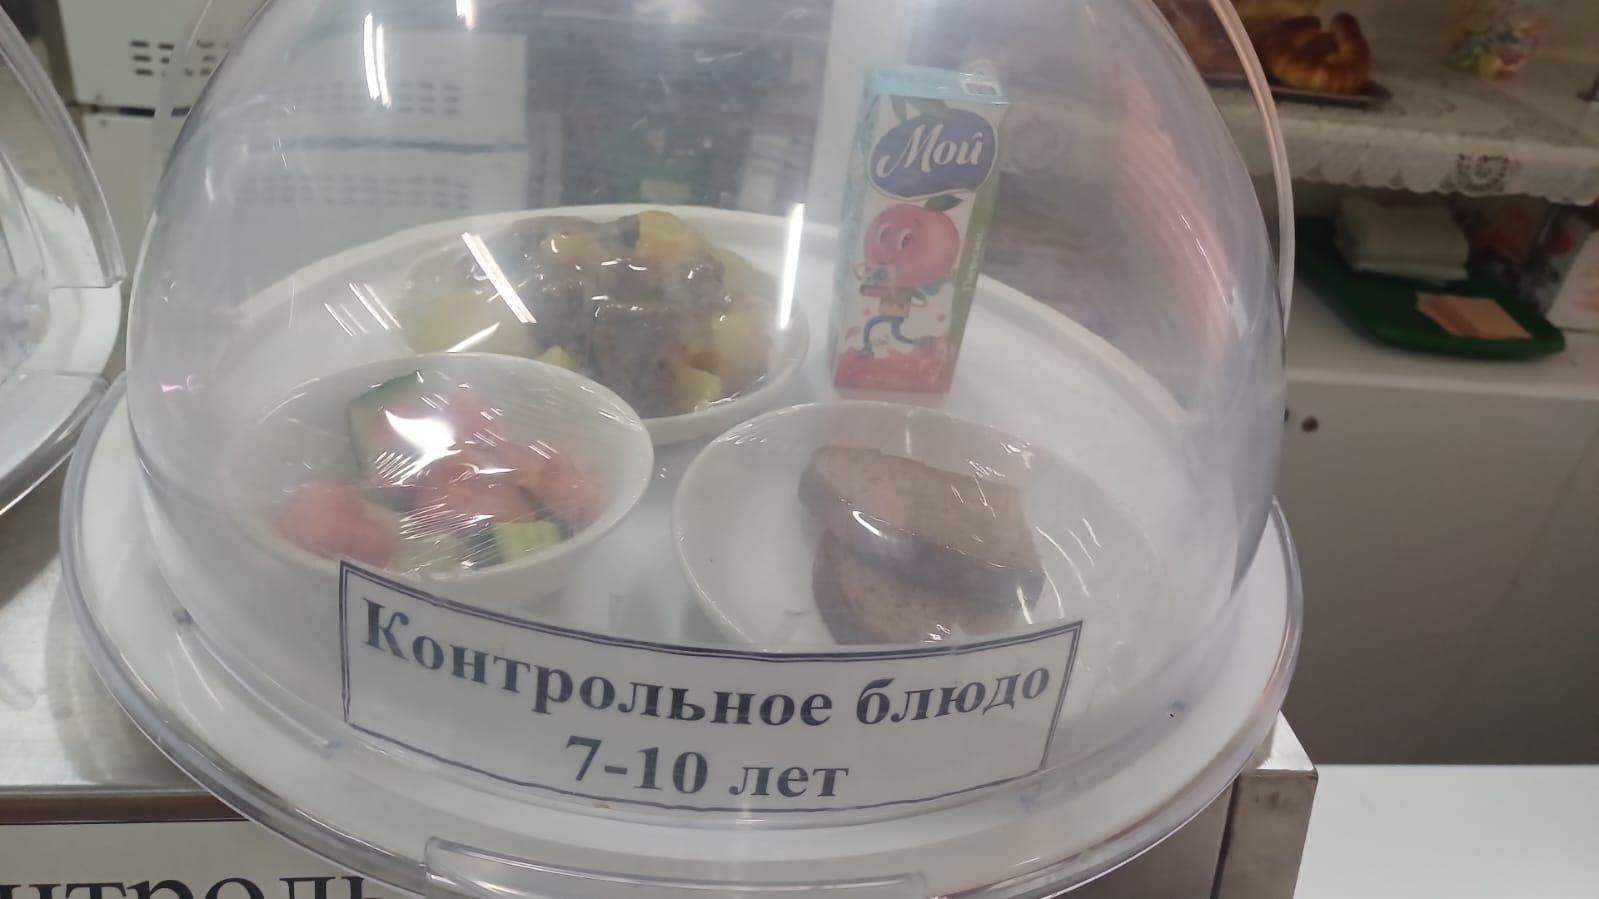 Мой
Контрольное блюдо
7-10 лет